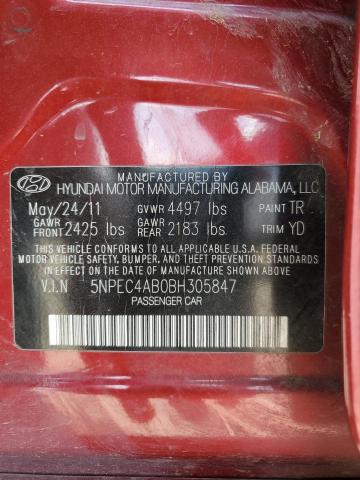 MANUFACTURED BY
HYUNDAI MOTOR MANUFACTURING ALABAMA, LLC
May/24/11 GVWR 4497 lbs PAINT TR
GAWR FRONT 2425 lbs GAWR REAR 2183 lbs TRIM YD
THIS VEHICLE CONFORMS TO ALL APPLICABLE U.S.A. FEDERAL
MOTOR VEHICLE SAFETY, BUMPER, AND THEFT PREVENTION
STANDARDS IN EFFECT ON THE DATE OF MANUFACTURE SHOWN ABOVE.
V.I.N 5NPEC4AB0BH305847
PASSENGER CAR